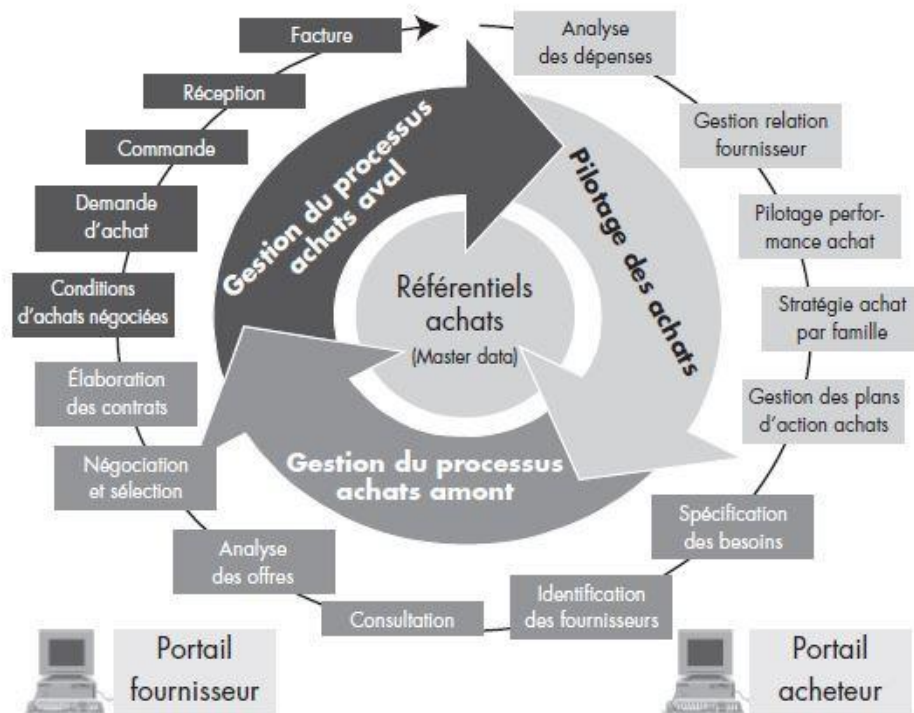 Facture
Réception
Commande
Demande
d'achat
Conditions
d'achats négociées
Élaboration
des contrats
Négociation
et sélection
Analyse
des offres
Consultation
Identification
des fournisseurs
Spécification
des besoins
Gestion des plans
d'action achats
Stratégie achat
par famille
Pilotage perfor-
mance achat
Gestion relation
fournisseur
Analyse
des dépenses
Gestion du processus
achats aval
Pilotage des achats
Gestion du processus
achats amont
Référentiels
achats
(Master data)
Portail
fournisseur
Portail
acheteur